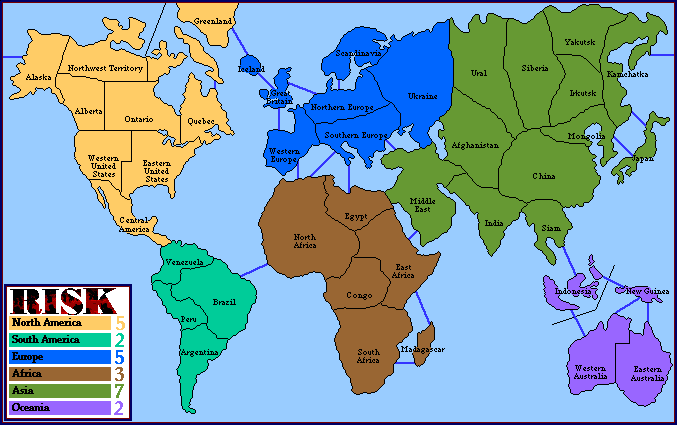 Greenland
Alaska
Northwest Territory
Alberta
Ontario
Quebec
Western
United
States
Eastern
United
States
Central
America
Venezuela
Brazil
Peru
Argentina
Iceland
Scandinavia
Great
Britain
Northern Europe
Ukraine
Western
Europe
Southern Europe
North
Africa
Egypt
East
Africa
Congo
South
Africa
Madagascar
Ural
Siberia
Yakutsk
Kamchatka
Irkutsk
Mongolia
Japan
Afghanistan
China
Middle
East
India
Siam
Indonesia
New Guinea
Western
Australia
Eastern
Australia
RISK
North America 5
South America 2
Europe 5
Africa 3
Asia 7
Oceania 2